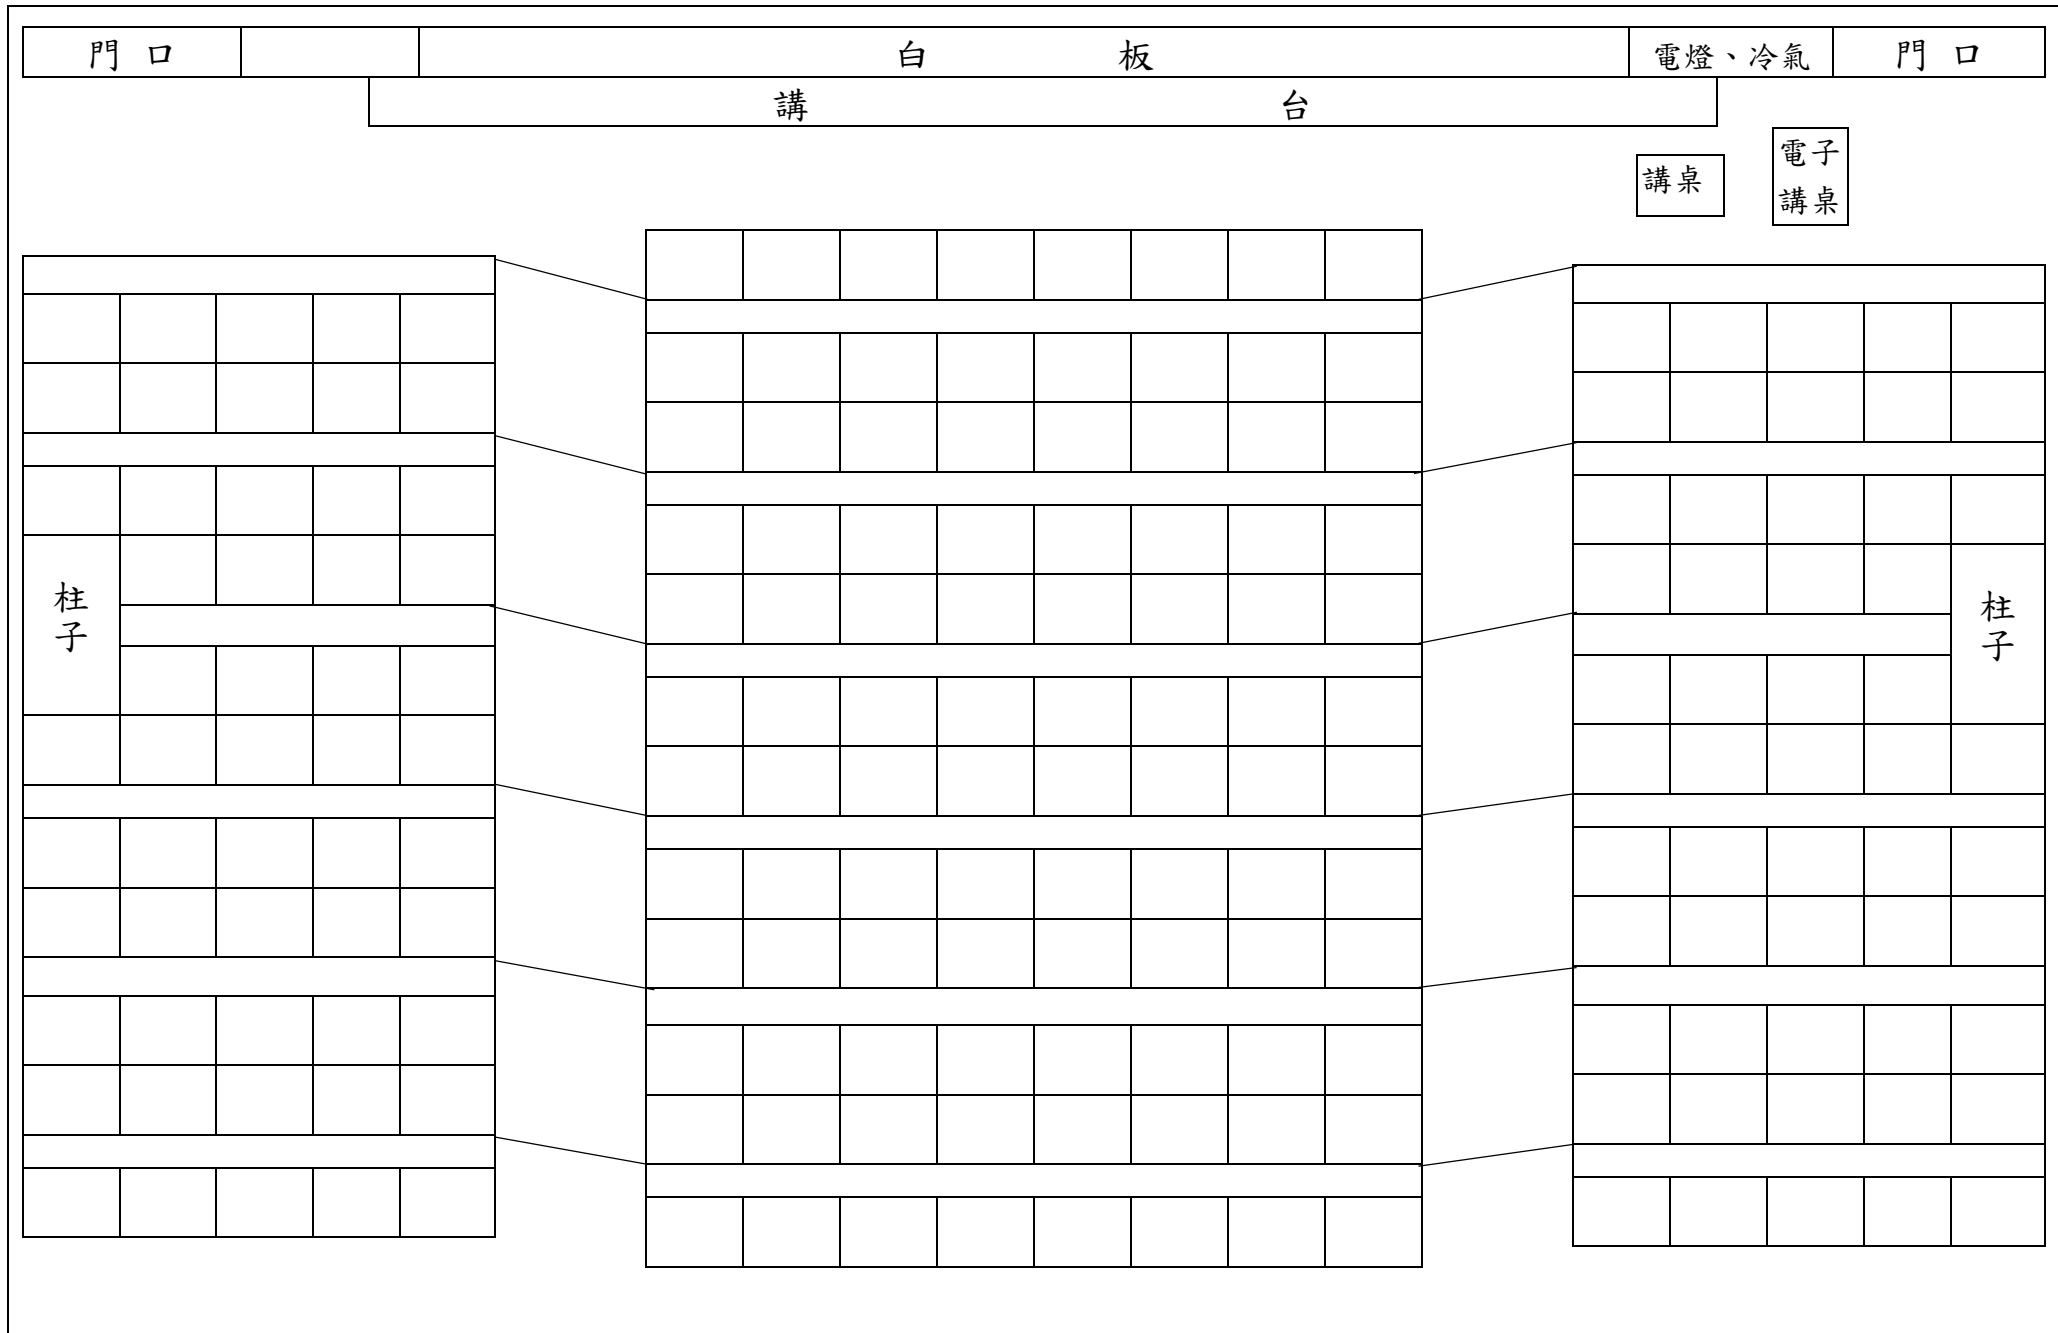 門 口
白 板
電燈、冷氣
門 口
講 台
講桌
電子
講桌
柱
子
柱
子